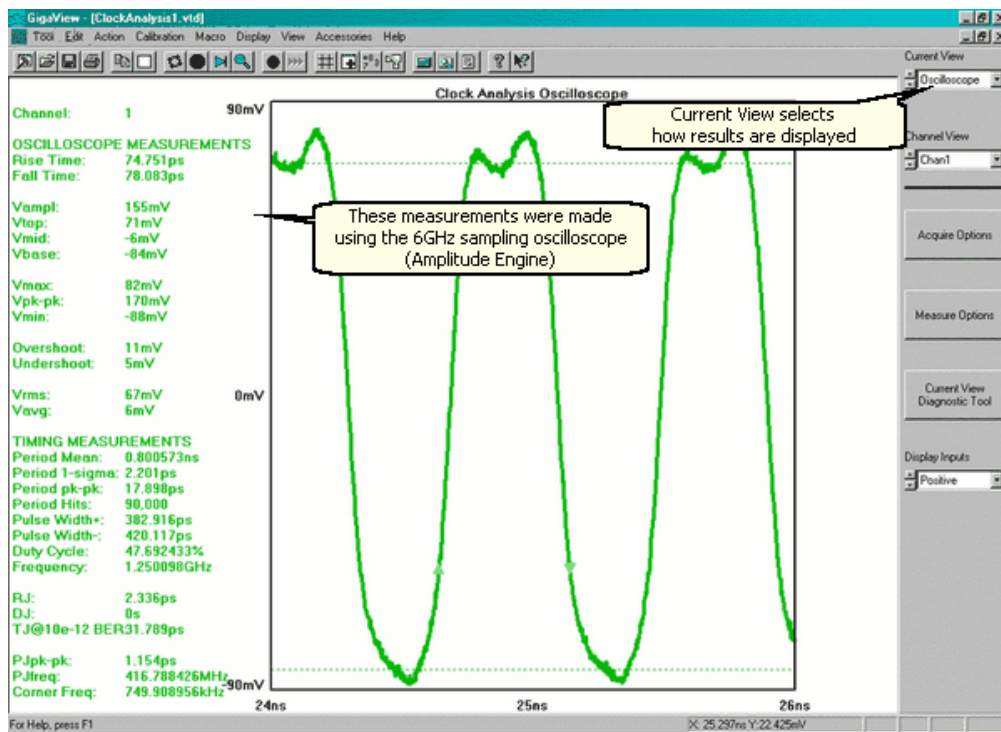 GigaView - [ClockAnalysis1.vtd]
Tool Edit Action Calibration Macro Display View Accessories Help
Current View
Oscilloscope
Channel View
Chan1
Acquire Options
Measure Options
Current View
Diagnostic Tool
Display Inputs
Positive
Clock Analysis Oscilloscope
Current View selects
how results are displayed
These measurements were made
using the 6GHz sampling oscilloscope
(Amplitude Engine)
Channel: 1
OSCILLOSCOPE MEASUREMENTS
Rise Time: 74.751ps
Fall Time: 78.083ps
Vampl: 155mV
Vtop: 71mV
Vmid: -6mV
Vbase: -84mV
Vmax: 82mV
Vpk-pk: 170mV
Vmin: -88mV
Overshoot: 11mV
Undershoot: 5mV
Vrms: 67mV
Vavg: 6mV
TIMING MEASUREMENTS
Period Mean: 0.800573ns
Period 1-sigma: 2.201ps
Period pk-pk: 17.898ps
Period Hits: 90,000
Pulse Width+: 382.916ps
Pulse Width-: 420.117ps
Duty Cycle: 47.692433%
Frequency: 1.250098GHz
RJ: 2.336ps
DJ: 0s
TJ@10e-12 BER31.789ps
PJpk-pk: 1.154ps
PJfreq: 416.788426MHz
Corner Freq: 749.908956kHz
90mV
0mV
-90mV
24ns 25ns 26ns
For Help, press F1
X: 25.297ns Y:22.425mV